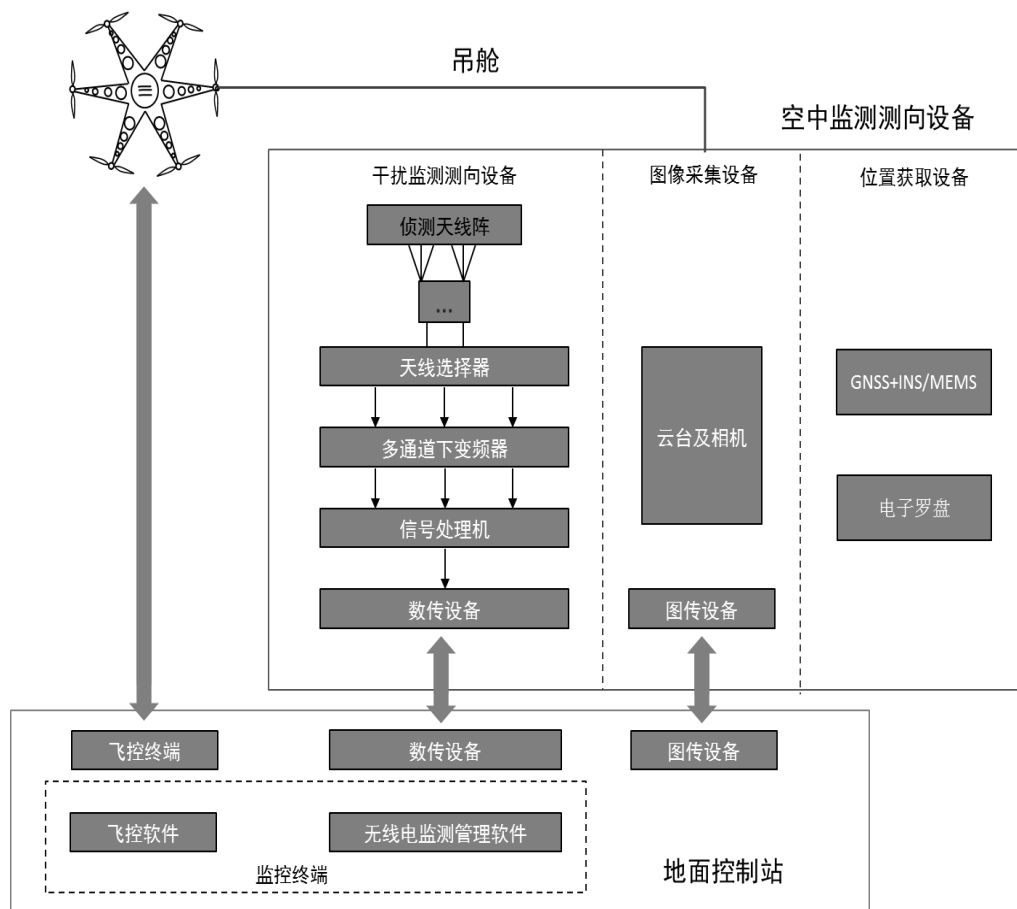 吊舱
空中监测测向设备
干扰监测测向设备
图像采集设备
位置获取设备
侦测天线阵
...
天线选择器
GNSS+INS/MEMS
云台及相机
多通道下变频器
电子罗盘
信号处理机
数传设备
图传设备
飞控终端
数传设备
图传设备
飞控软件
无线电监测管理软件
监控终端
地面控制站